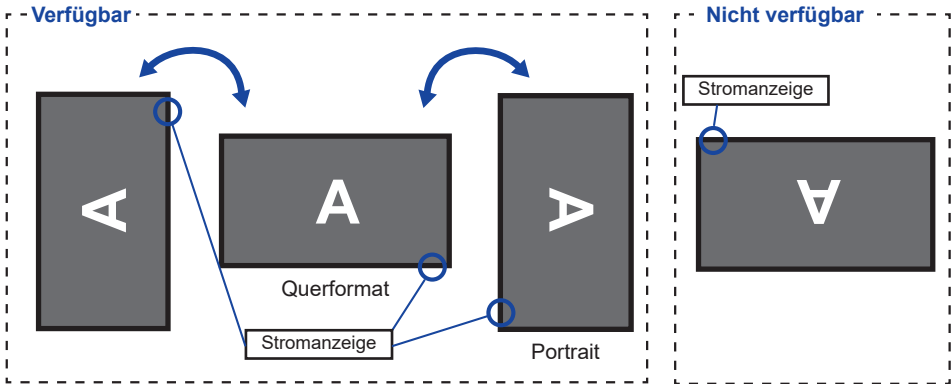 Verfügbar
Nicht verfügbar
Stromanzeige
A
A
A
A
Querformat
Stromanzeige
Portrait